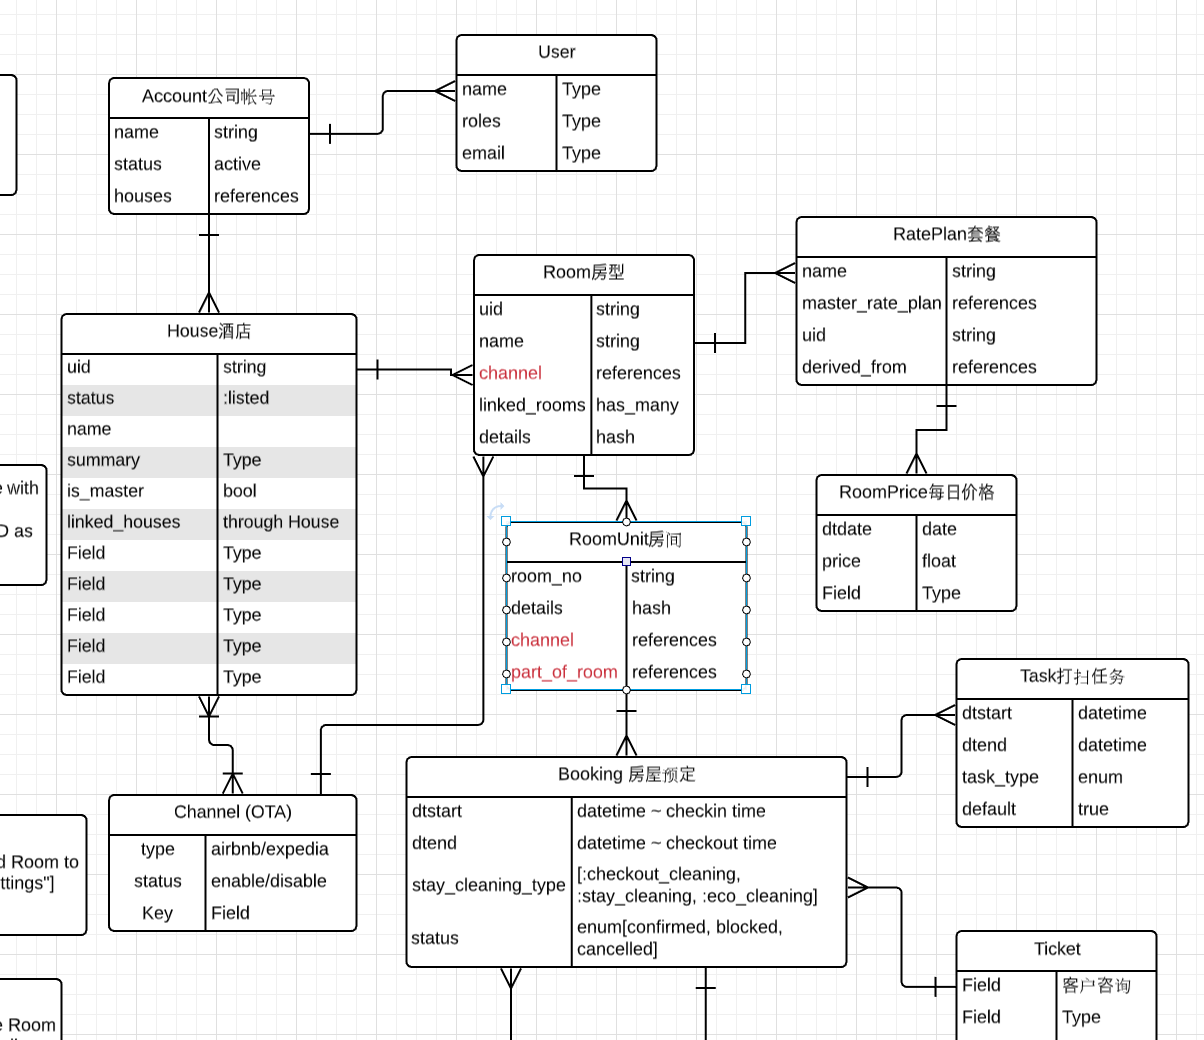 User
name Type
roles Type
email Type
Account公司帐号
name string
status active
houses references
RatePlan套餐
name string
master_rate_plan references
uid string
derived_from references
Room房型
uid string
name string
channel references
linked_rooms has_many
details hash
House酒店
uid string
status :listed
name
summary Type
is_master bool
linked_houses through House
Field Type
Field Type
Field Type
Field Type
Field Type
e with
D as
RoomPrice每日价格
dtdate date
price float
Field Type
RoomUnit房间
room_no string
details hash
channel references
part_of_room references
Task打扫任务
dtstart datetime
dtend datetime
task_type enum
default true
Booking 房屋预定
dtstart datetime ~ checkin time
dtend datetime ~ checkout time
stay_cleaning_type [:checkout_cleaning,
:stay_cleaning, :eco_cleaning]
status enum[confirmed, blocked,
cancelled]
Channel (OTA)
type airbnb/expedia
status enable/disable
Key Field
d Room to
ttings"]
Ticket
Field 客户咨询
Field Type
e Room